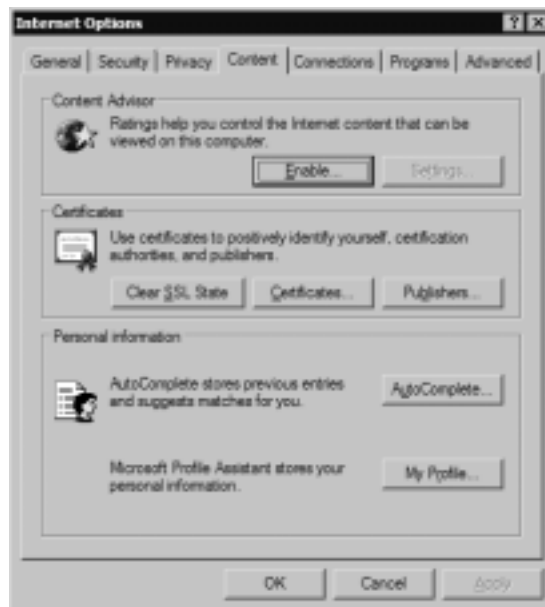 Internet Options
General Security Privacy Content Connections Programs Advanced
Content Advisor
Ratings help you control the Internet content that can be
viewed on this computer.
Enable... Settings...
Certificates
Use certificates to positively identify yourself, certification
authorities, and publishers.
Clear SSL State Certificates... Publishers...
Personal information
AutoComplete stores previous entries
and suggests matches for you.
AutoComplete...
Microsoft Profile Assistant stores your
personal information.
My Profile...
OK Cancel Apply